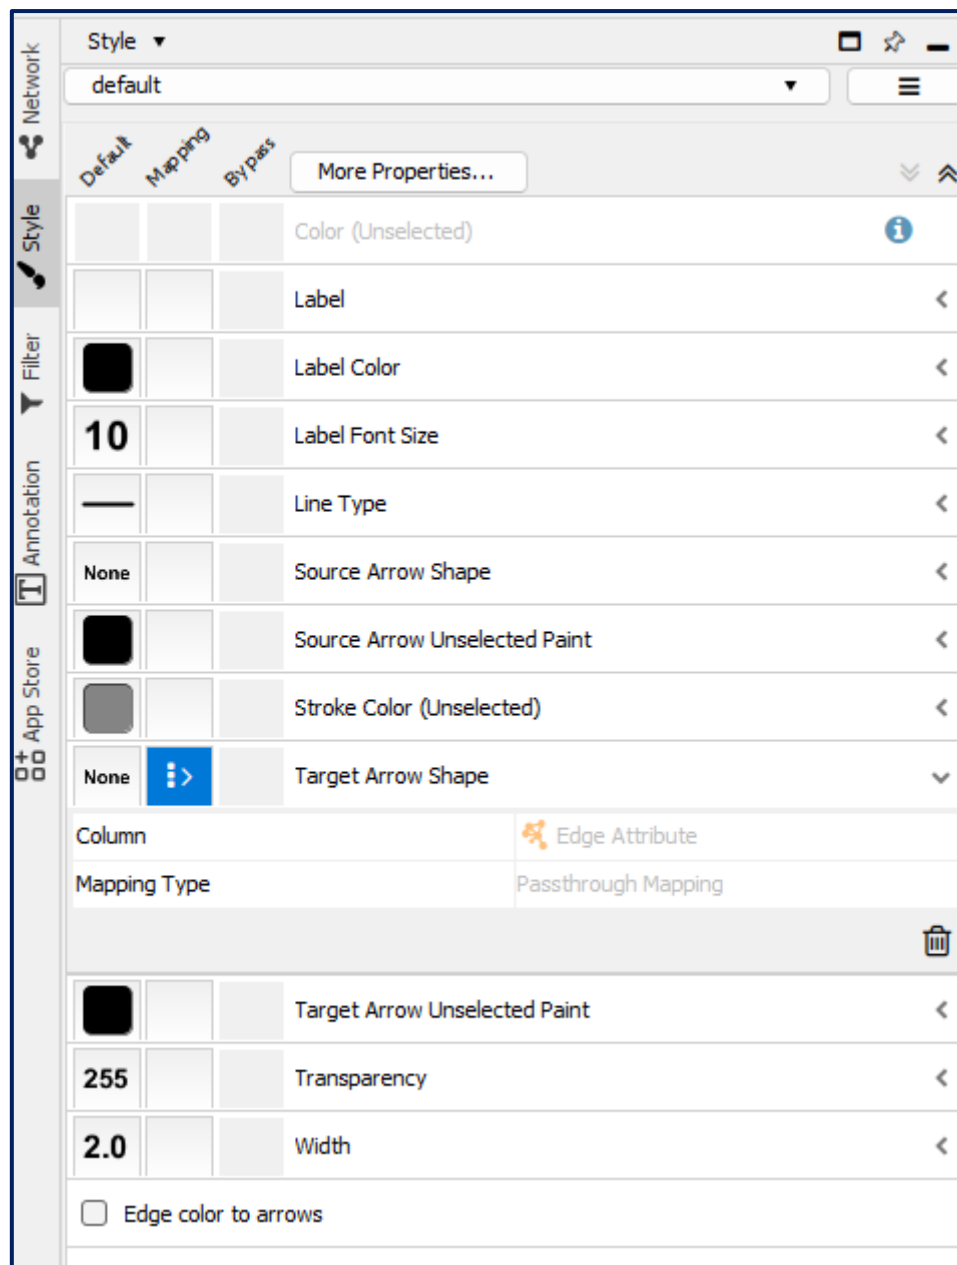 Style
default
Default
Mapping
Bypass
More Properties...
Color (Unselected)
Label
Label Color
10
Label Font Size
Line Type
None
Source Arrow Shape
Source Arrow Unselected Paint
Stroke Color (Unselected)
None
Target Arrow Shape
Column
Edge Attribute
Mapping Type
Passthrough Mapping
Target Arrow Unselected Paint
255
Transparency
2.0
Width
Edge color to arrows
Network
Style
Filter
Annotation
App Store